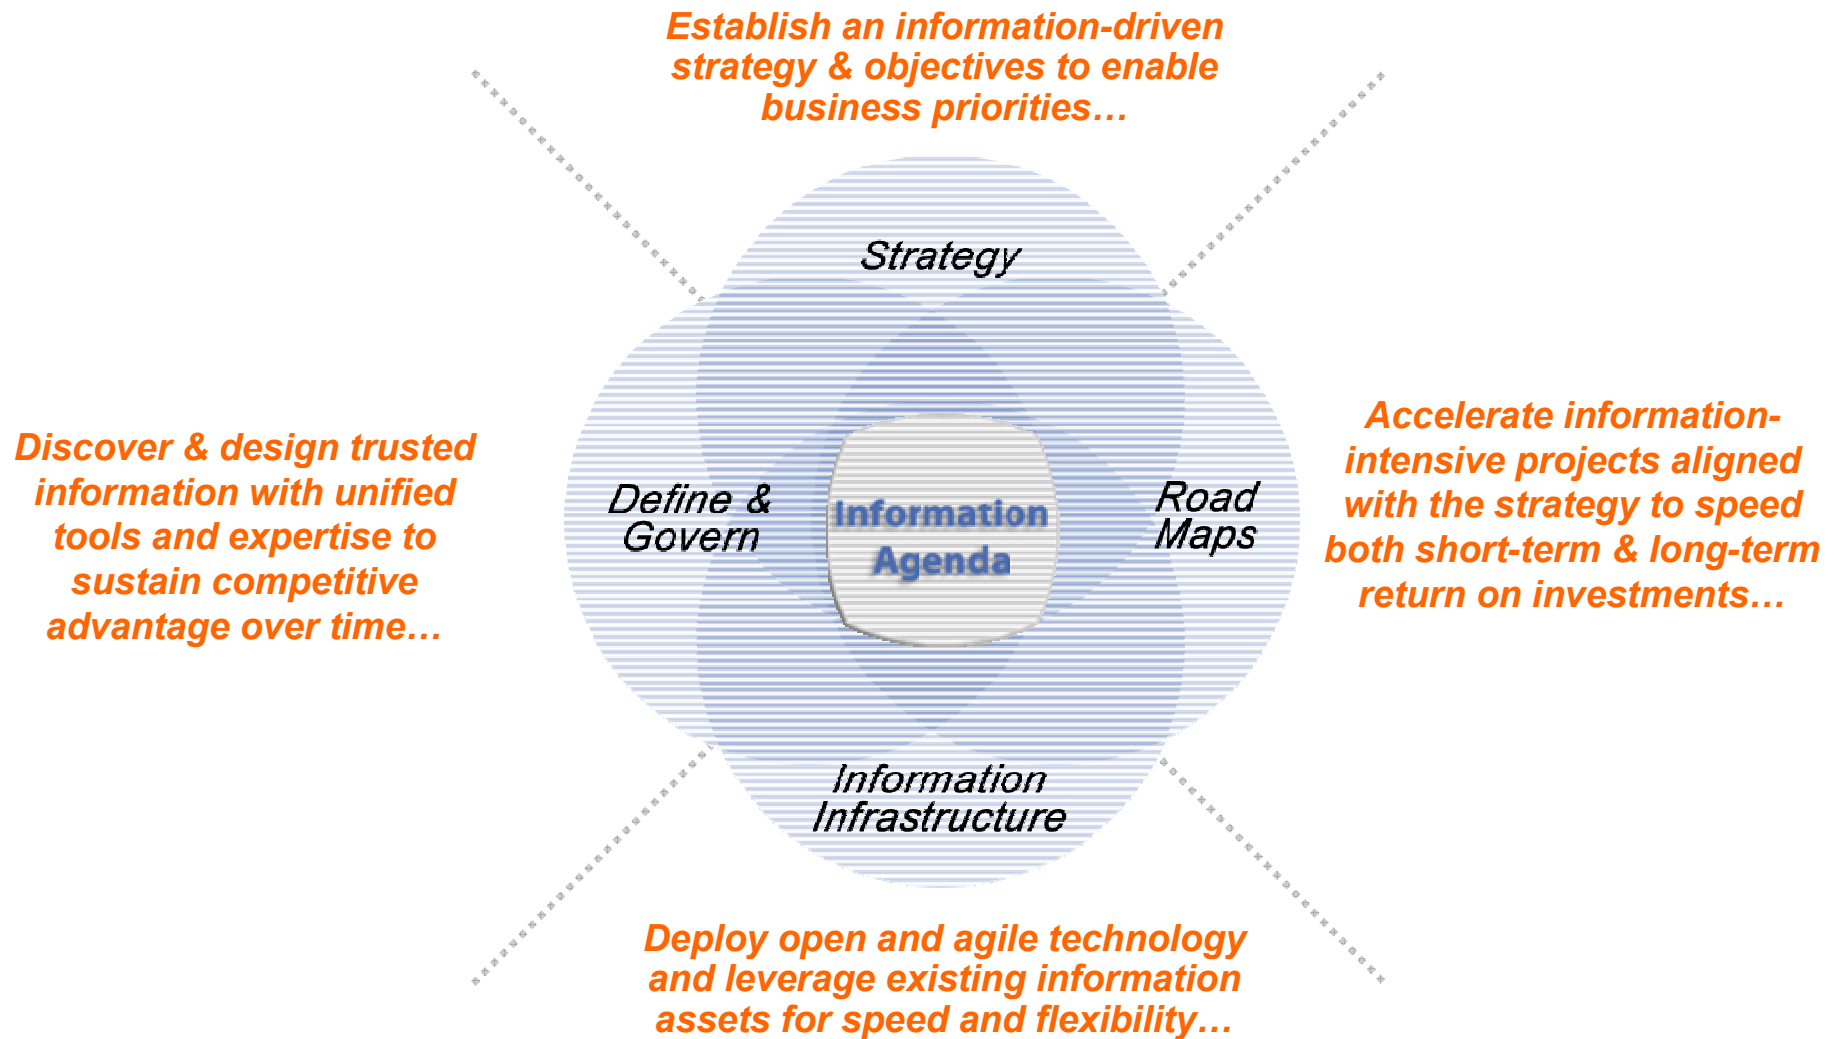 Establish an information-driven
strategy & objectives to enable
business priorities…
Strategy
Discover & design trusted
information with unified
tools and expertise to
sustain competitive
advantage over time…
Define &
Govern
Information
Agenda
Road
Maps
Accelerate information-
intensive projects aligned
with the strategy to speed
both short-term & long-term
return on investments…
Information
Infrastructure
Deploy open and agile technology
and leverage existing information
assets for speed and flexibility…